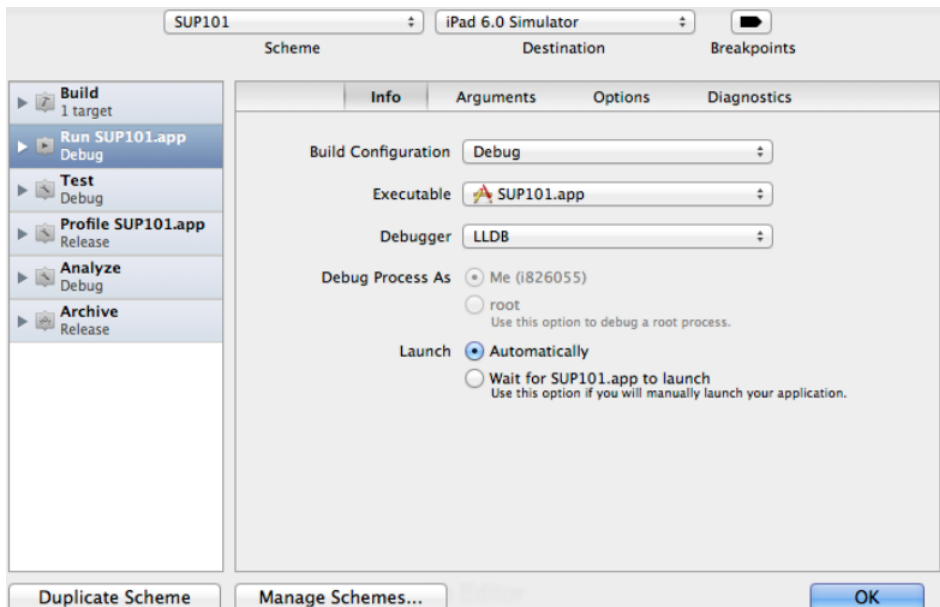 SUP101
iPad 6.0 Simulator
Scheme
Destination
Breakpoints
Build
1 target
Run SUP101.app
Debug
Test
Debug
Profile SUP101.app
Release
Analyze
Debug
Archive
Release
Info
Arguments
Options
Diagnostics
Build Configuration
Debug
Executable
SUP101.app
Debugger
LLDB
Debug Process As
Me (i826055)
root
Use this option to debug a root process.
Launch
Automatically
Wait for SUP101.app to launch
Use this option if you will manually launch your application.
Duplicate Scheme
Manage Schemes...
Editor
OK